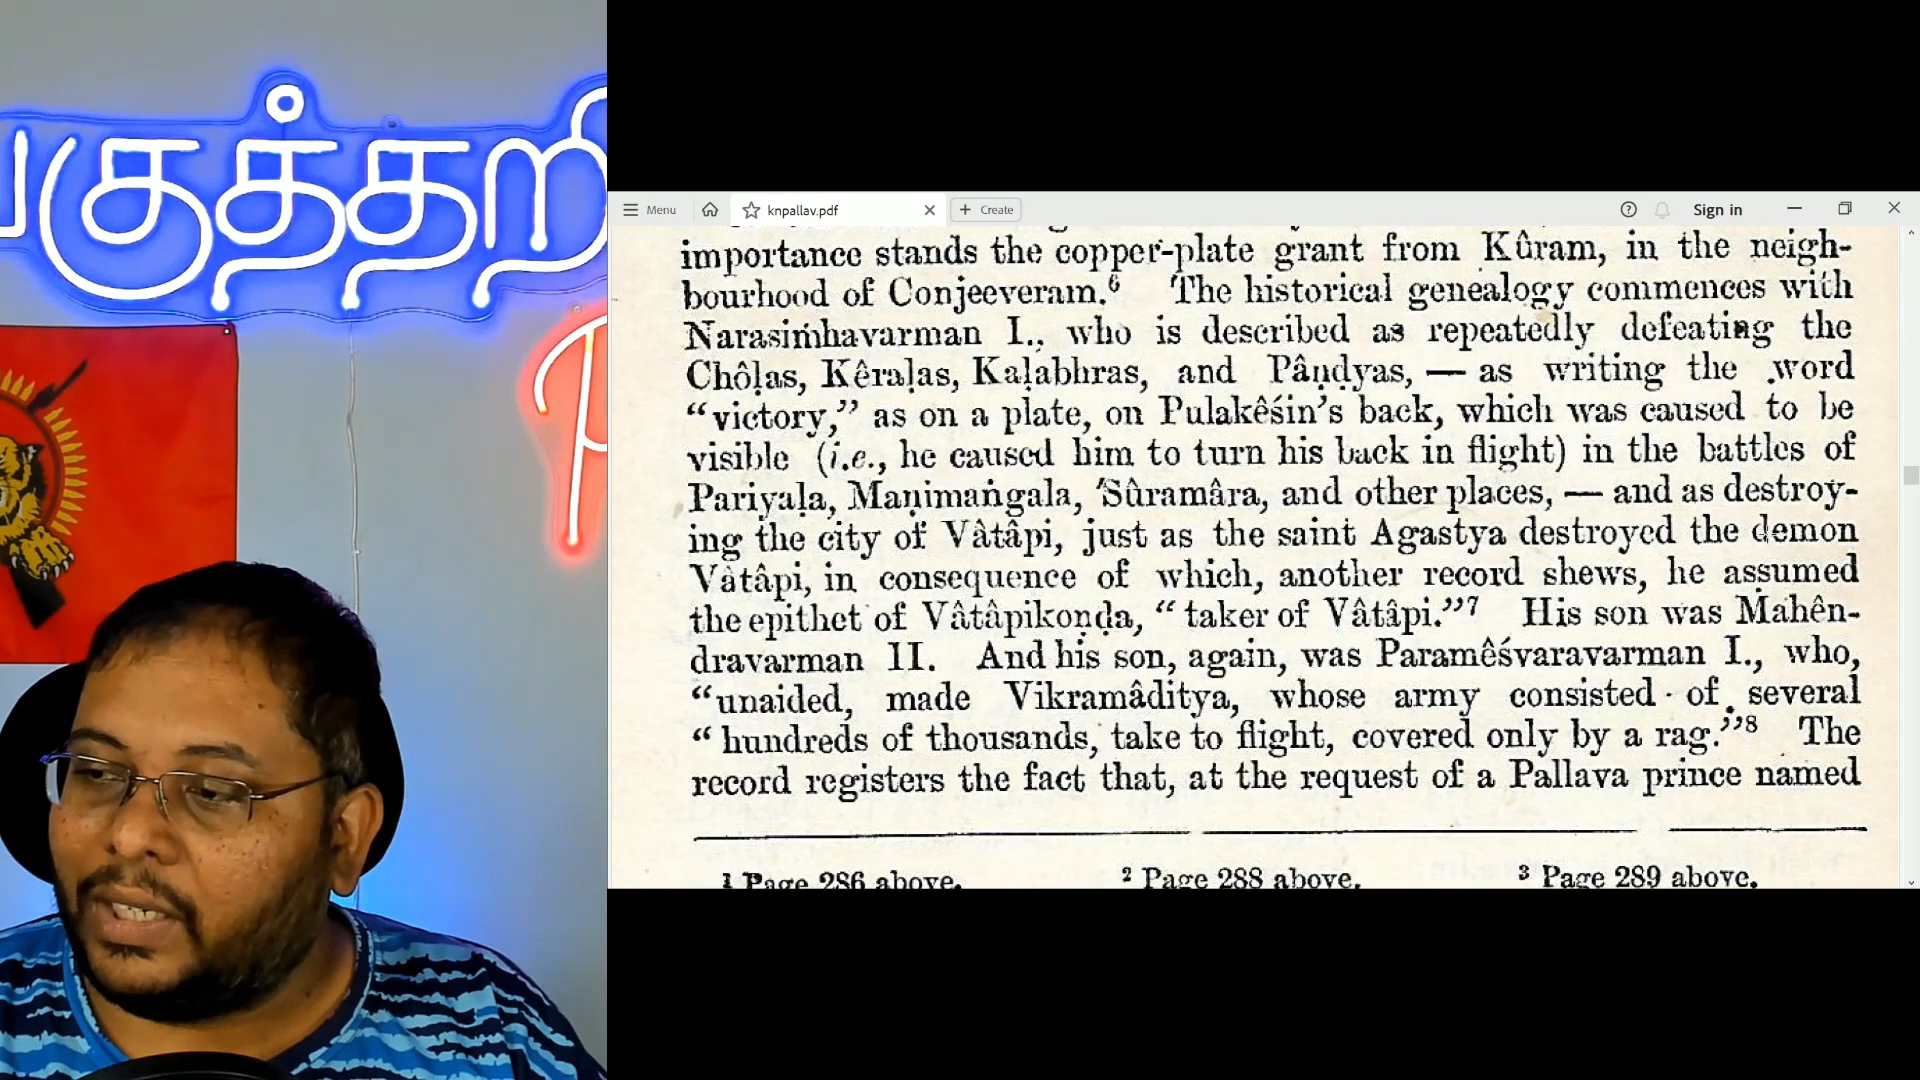 குத்தறி
Menu
knpallav.pdf
Create
Sign in
importance stands the copper-plate grant from Kûram, in the neigh-
bourhood of Conjeeveram.⁶ The historical genealogy commences with
Narasiṁhavarman I., who is described as repeatedly defeating the
Chôḷas, Kêraḷas, Kaḷabhras, and Pâṇḍyas, — as writing the word
“victory,” as on a plate, on Pulakêśin’s back, which was caused to be
visible (i.e., he caused him to turn his back in flight) in the battles of
Pariyaḷa, Maṇimaṅgala, Śûramâra, and other places, — and as destroy-
ing the city of Vâtâpi, just as the saint Agastya destroyed the demon
Vâtâpi, in consequence of which, another record shews, he assumed
the epithet of Vâtâpikoṇḍa, “taker of Vâtâpi.”⁷ His son was Mahên-
dravarman II. And his son, again, was Paramêśvaravarman I., who,
“unaided, made Vikramâditya, whose army consisted of several
“hundreds of thousands, take to flight, covered only by a rag.”⁸ The
record registers the fact that, at the request of a Pallava prince named
¹ Page 286 above.
² Page 288 above.
³ Page 289 above.